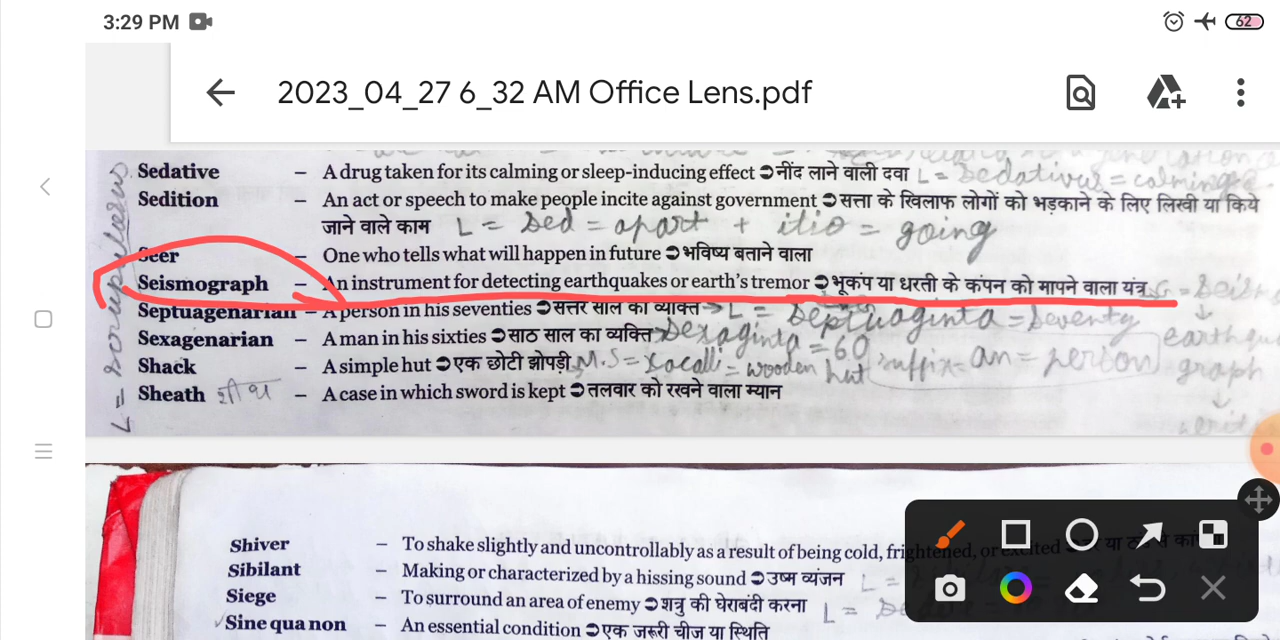 3:29 PM
62
2023_04_27 6_32 AM Office Lens.pdf
Sedative – A drug taken for its calming or sleep-inducing effect ➲ नींद लाने वाली दवा L = Sedativus = calming
Sedition – An act or speech to make people incite against government ➲ सत्ता के खिलाफ लोगों को भड़काने के लिए लिखी या किये
जाने वाले काम L = Sed = apart + itio = going
Seer – One who tells what will happen in future ➲ भविष्य बताने वाला
Seismograph – An instrument for detecting earthquakes or earth's tremor ➲ भूकंप या धरती के कंपन को मापने वाला यंत्र
Septuagenarian – A person in his seventies ➲ सत्तर साल का व्यक्ति → L = Septuaginta = Seventy
Sexagenarian – A man in his sixties ➲ साठ साल का व्यक्ति Sexaginta = 60
Shack – A simple hut ➲ एक छोटी झोपड़ी M.S = Xacalli = wooden hut suffix = an = person graph
Sheath – A case in which sword is kept ➲ तलवार को रखने वाला म्यान
Shiver – To shake slightly and uncontrollably as a result of being cold, frightened, or excited
Sibilant – Making or characterized by a hissing sound ➲ उष्म व्यंजन L =
Siege – To surround an area of enemy ➲ शत्रु की घेराबंदी करना L =
Sine qua non – An essential condition ➲ एक जरूरी चीज या स्थिति